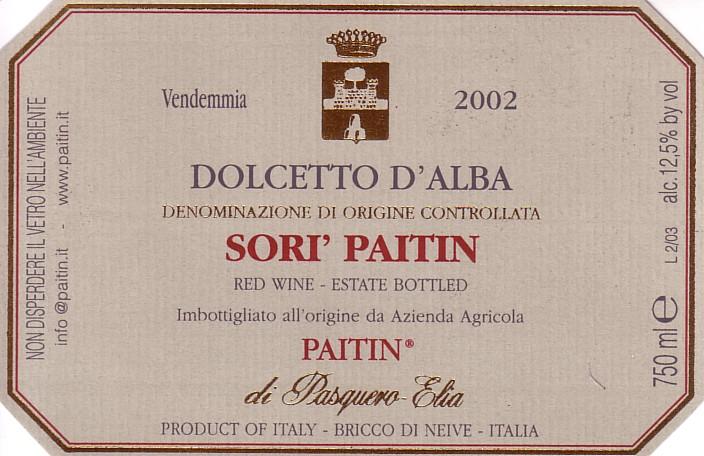 Vendemmia 2002
DOLCETTO D'ALBA
DENOMINAZIONE DI ORIGINE CONTROLLATA
SORI' PAITIN
RED WINE - ESTATE BOTTLED
Imbottigliato all'origine da Azienda Agricola
PAITIN®
di Pasquero-Elia
PRODUCT OF ITALY - BRICCO DI NEIVE - ITALIA
NON DISPERDERE IL VETRO NELL'AMBIENTE
info @paitin.it - www.paitin.it
750 ml e L 2/03 alc.12,5% by vol